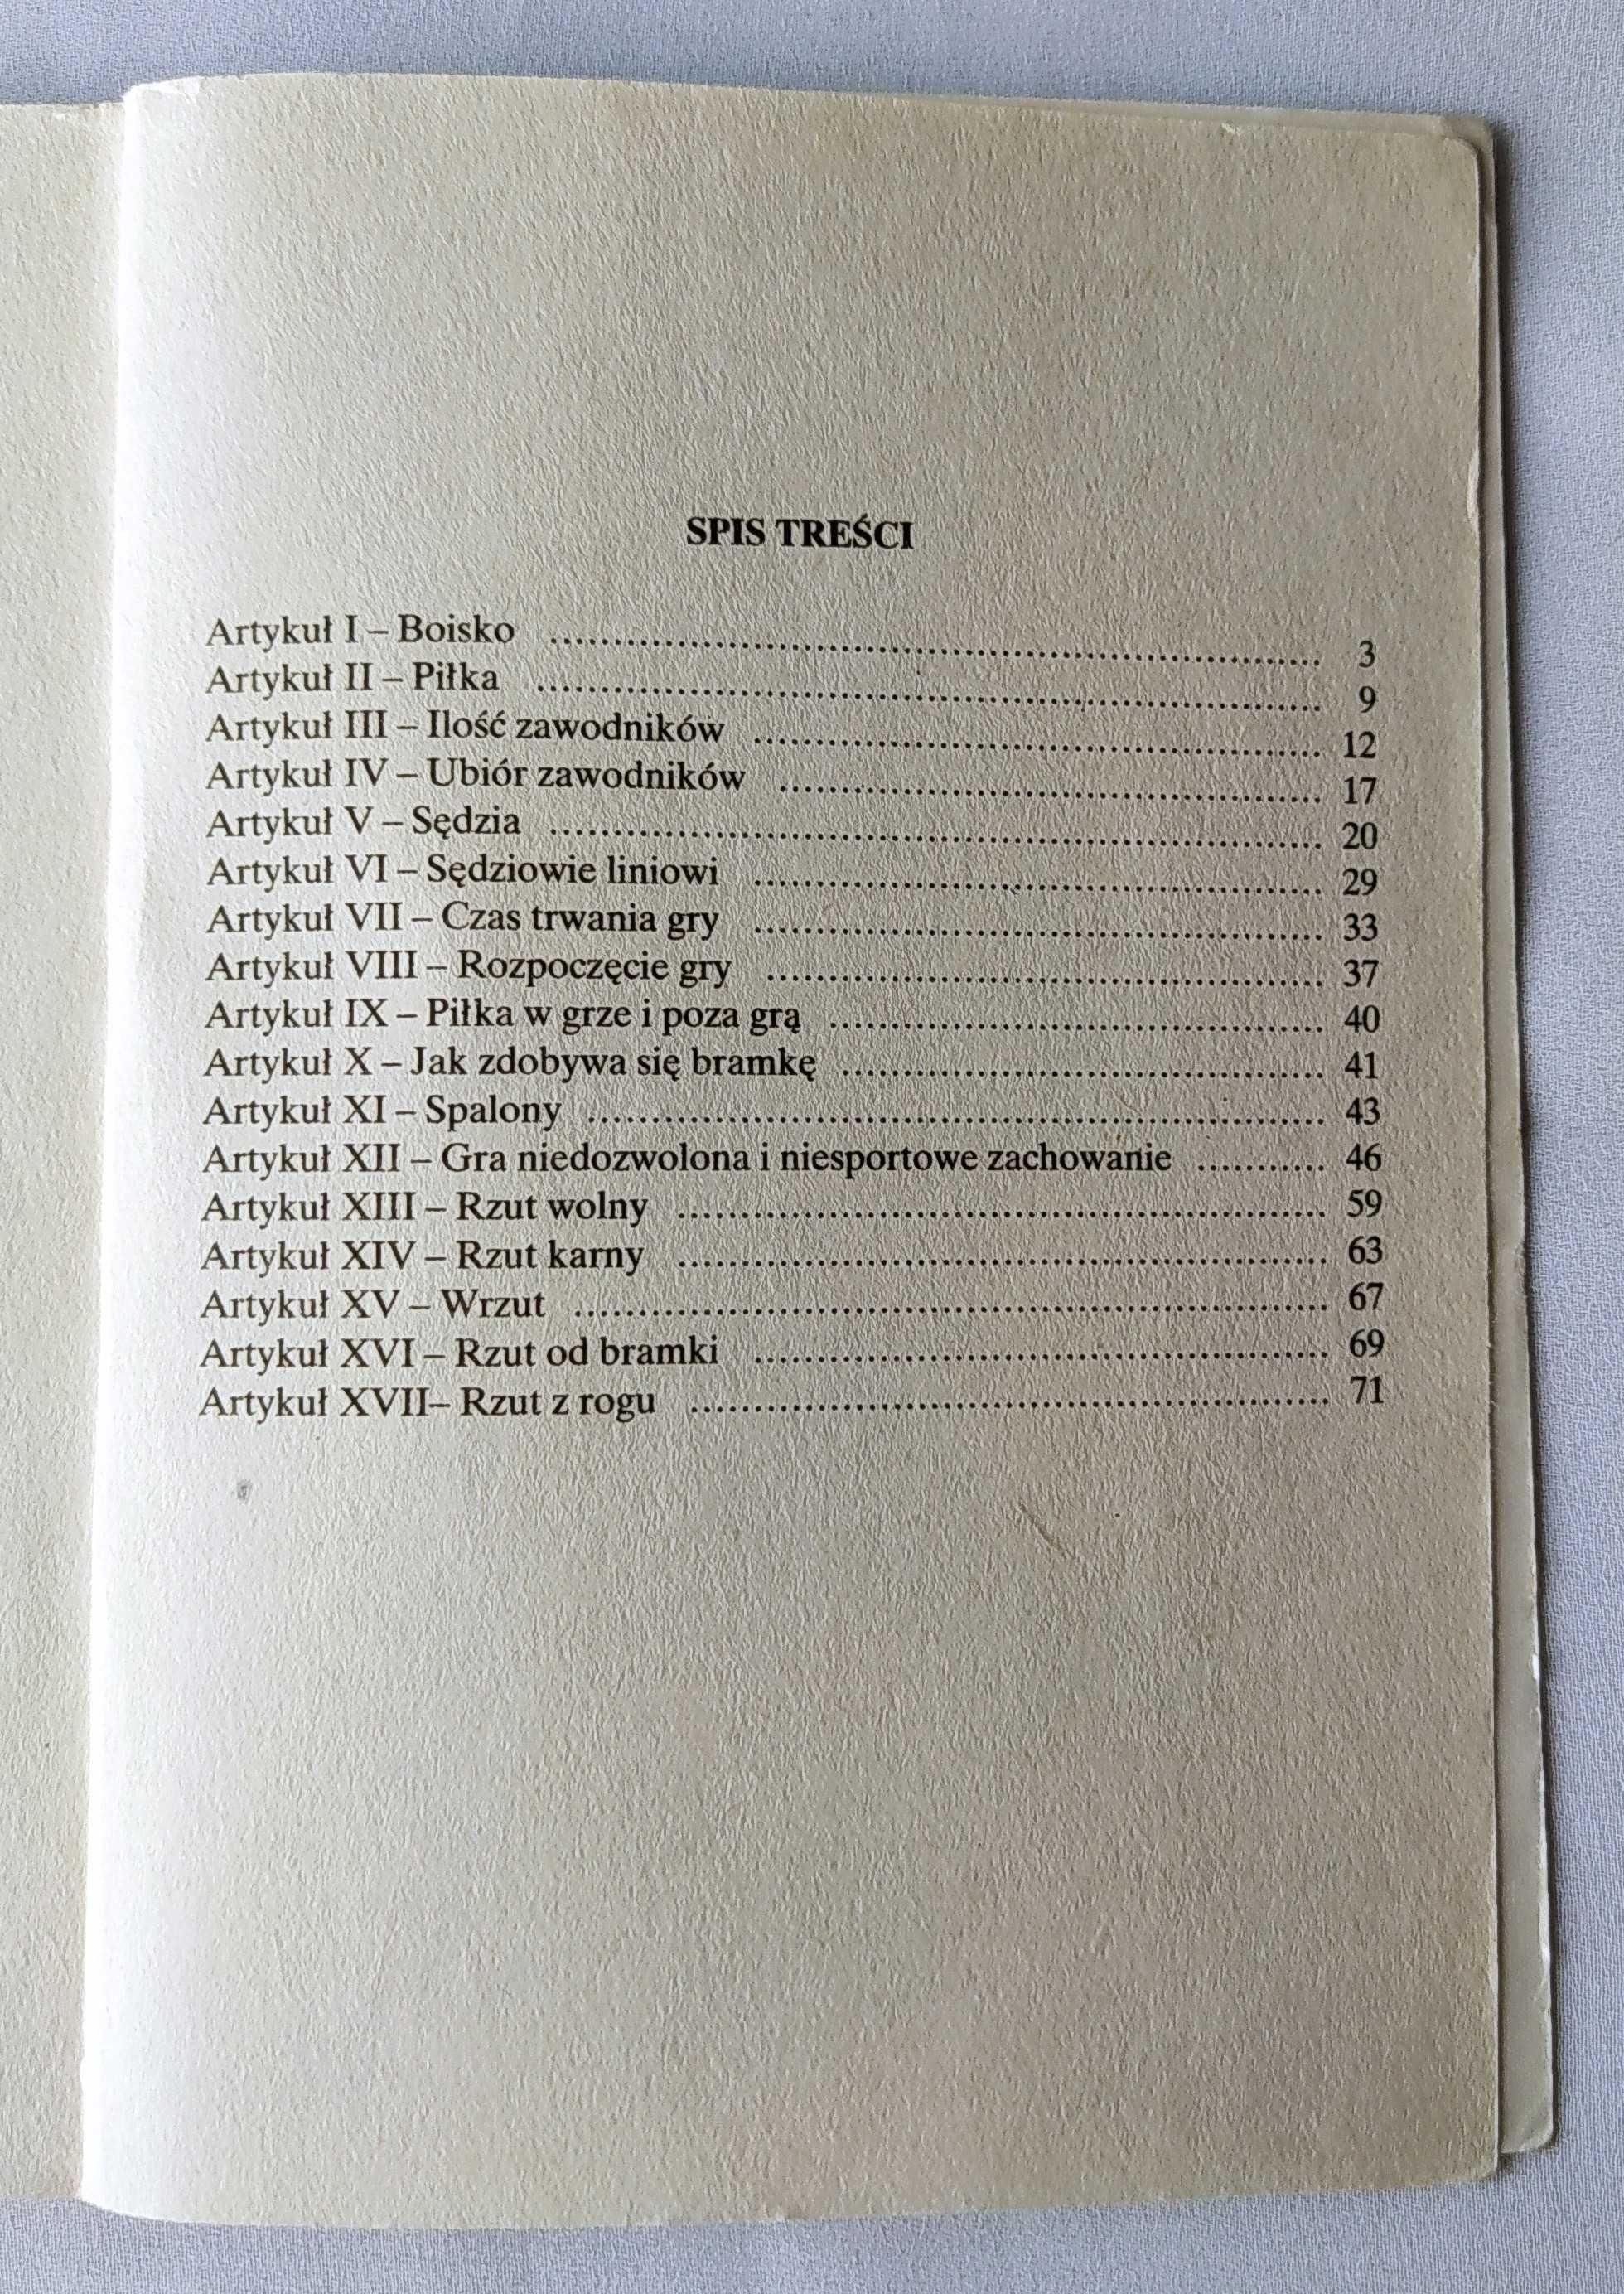 SPIS TREŚCI
Artykuł I – Boisko ........................................................ 3
Artykuł II – Piłka ........................................................ 9
Artykuł III – Ilość zawodników ........................................................ 12
Artykuł IV – Ubiór zawodników ........................................................ 17
Artykuł V – Sędzia ........................................................ 20
Artykuł VI – Sędziowie liniowi ........................................................ 29
Artykuł VII – Czas trwania gry ........................................................ 33
Artykuł VIII – Rozpoczęcie gry ........................................................ 37
Artykuł IX – Piłka w grze i poza grą ........................................................ 40
Artykuł X – Jak zdobywa się bramkę ........................................................ 41
Artykuł XI – Spalony ........................................................ 43
Artykuł XII – Gra niedozwolona i niesportowe zachowanie ........... 46
Artykuł XIII – Rzut wolny ........................................................ 59
Artykuł XIV – Rzut karny ........................................................ 63
Artykuł XV – Wrzut ........................................................ 67
Artykuł XVI – Rzut od bramki ........................................................ 69
Artykuł XVII– Rzut z rogu ........................................................ 71